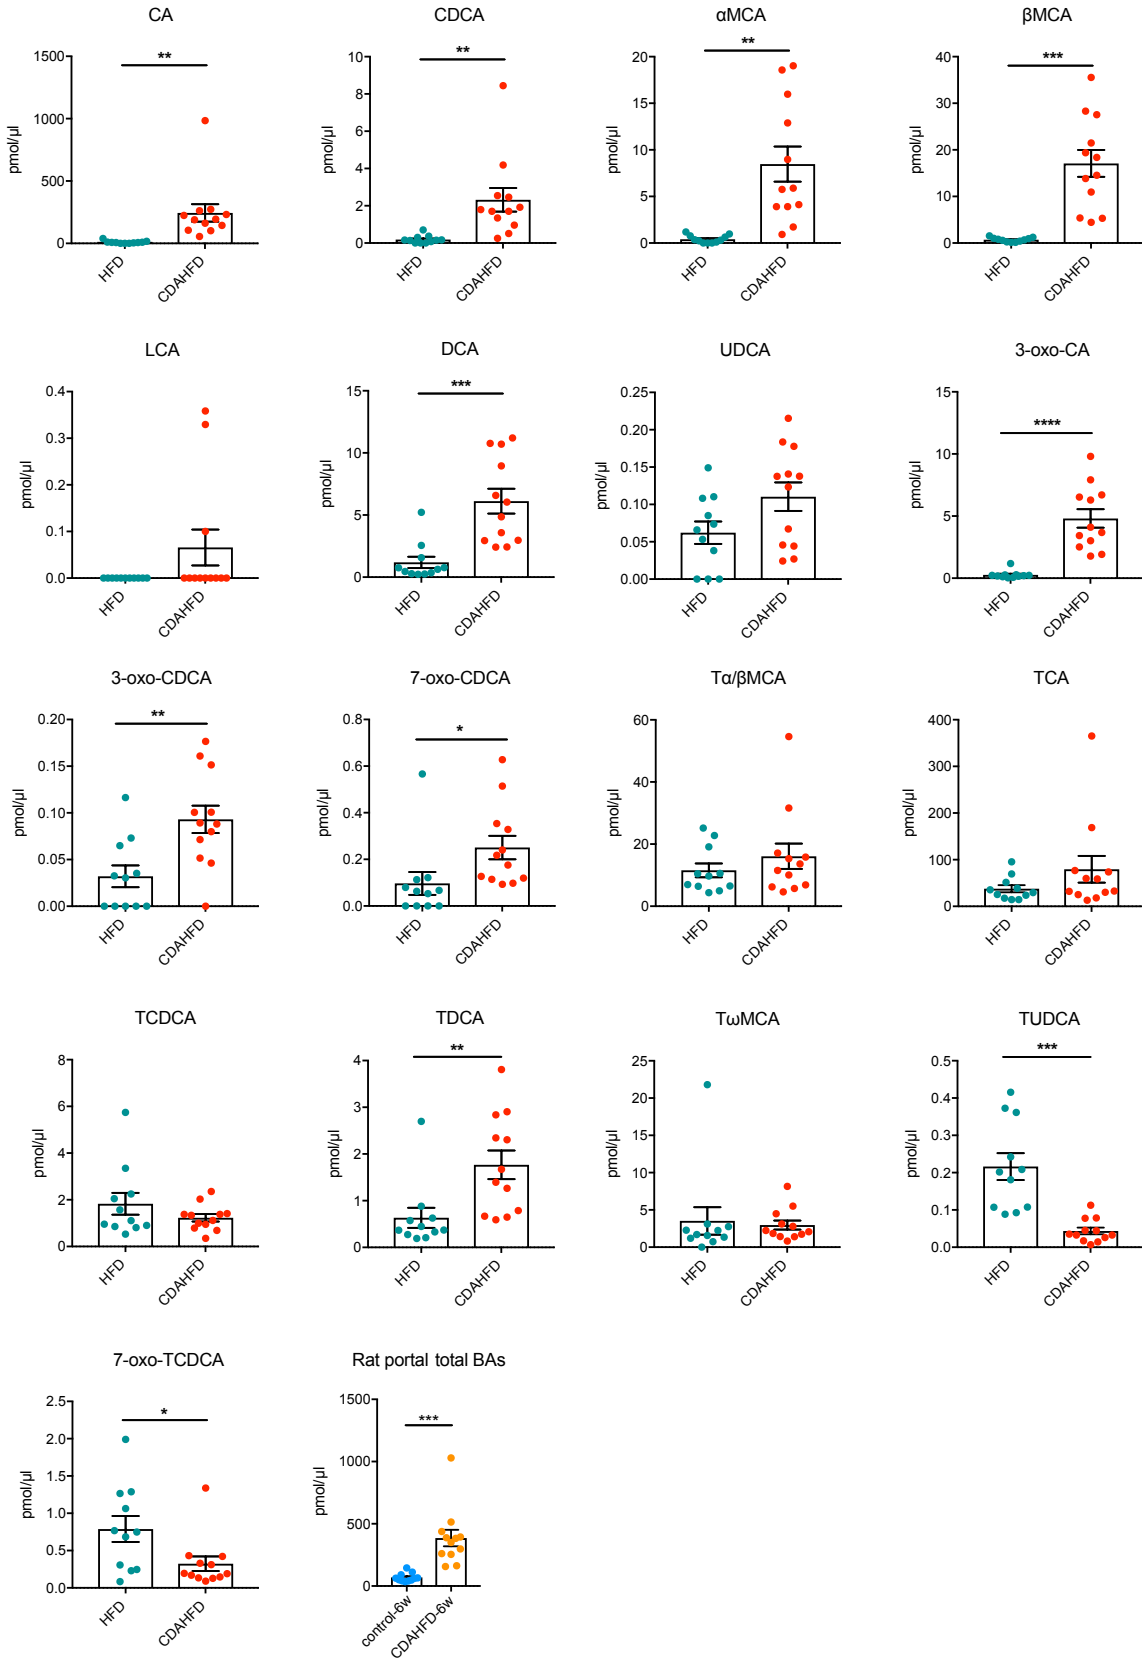 CA
CDCA
αMCA
βMCA
1500
1000
500
0
pmol/µl
**
HFD
CDAHFD
10
8
6
4
2
0
pmol/µl
**
HFD
CDAHFD
20
15
10
5
0
pmol/µl
**
HFD
CDAHFD
40
30
20
10
0
pmol/µl
***
HFD
CDAHFD
LCA
DCA
UDCA
3-oxo-CA
0.4
0.3
0.2
0.1
0.0
pmol/µl
HFD
CDAHFD
15
10
5
0
pmol/µl
***
HFD
CDAHFD
0.25
0.20
0.15
0.10
0.05
0.00
pmol/µl
HFD
CDAHFD
15
10
5
0
pmol/µl
****
HFD
CDAHFD
3-oxo-CDCA
7-oxo-CDCA
Tα/βMCA
TCA
0.20
0.15
0.10
0.05
0.00
pmol/µl
**
HFD
CDAHFD
0.8
0.6
0.4
0.2
0.0
pmol/µl
*
HFD
CDAHFD
60
40
20
0
pmol/µl
HFD
CDAHFD
400
300
200
100
0
pmol/µl
HFD
CDAHFD
TCDCA
TDCA
TωMCA
TUDCA
8
6
4
2
0
pmol/µl
HFD
CDAHFD
4
3
2
1
0
pmol/µl
**
HFD
CDAHFD
25
20
15
10
5
0
pmol/µl
HFD
CDAHFD
0.5
0.4
0.3
0.2
0.1
0.0
pmol/µl
***
HFD
CDAHFD
7-oxo-TCDCA
Rat portal total BAs
2.5
2.0
1.5
1.0
0.5
0.0
pmol/µl
*
HFD
CDAHFD
1500
1000
500
0
pmol/µl
***
control-6w
CDAHFD-6w